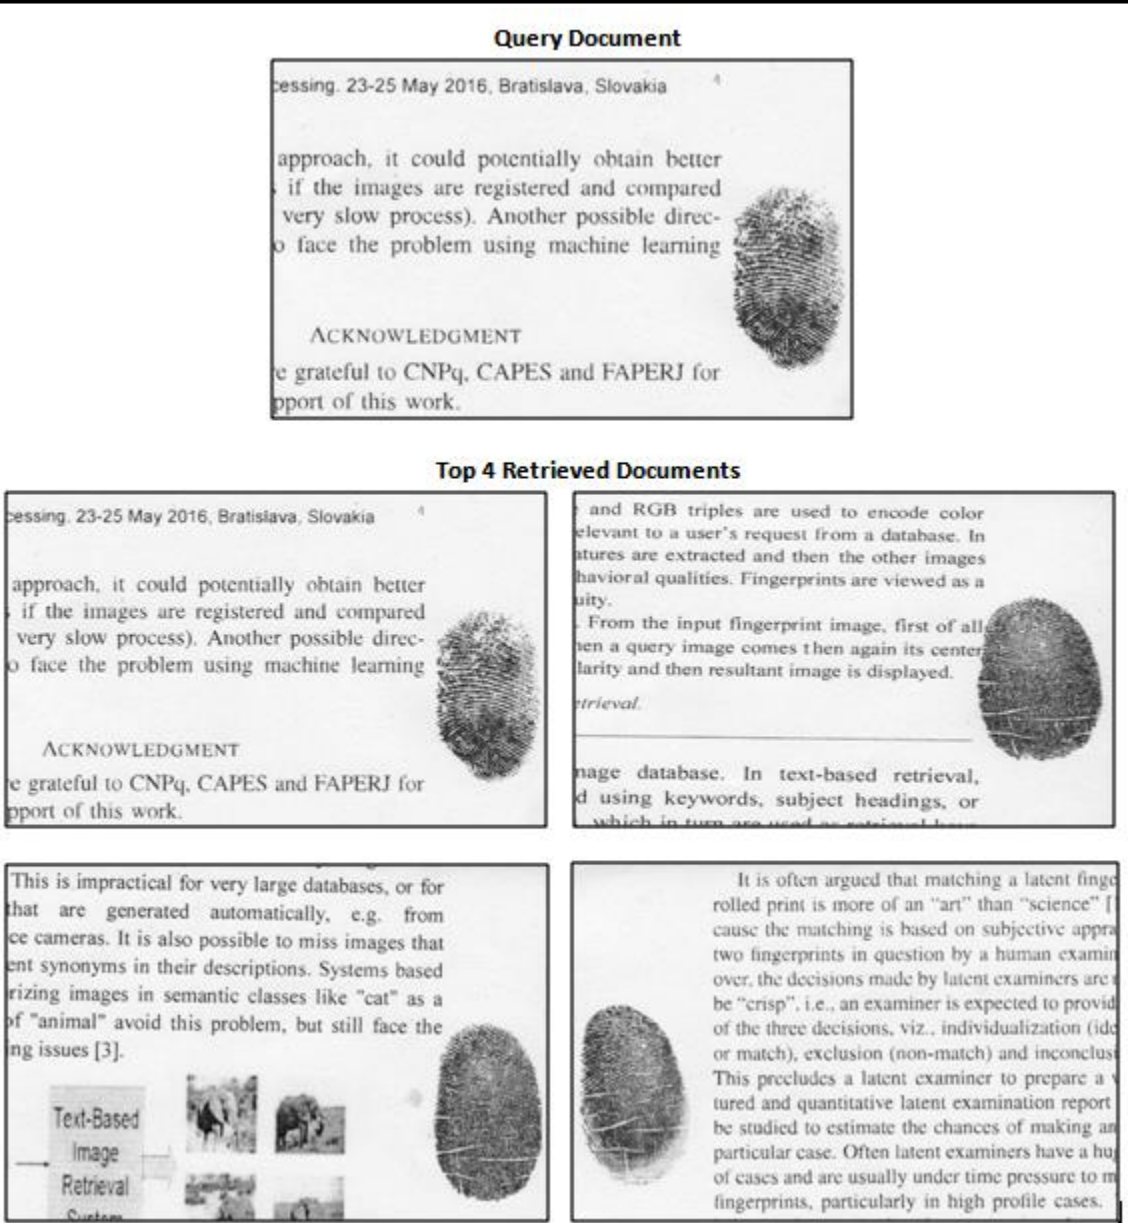 Query Document
cessing. 23-25 May 2016, Bratislava, Slovakia
4
approach, it could potentially obtain better
if the images are registered and compared
very slow process). Another possible direc-
o face the problem using machine learning
ACKNOWLEDGMENT
e grateful to CNPq, CAPES and FAPERJ for
pport of this work.
Top 4 Retrieved Documents
cessing. 23-25 May 2016, Bratislava, Slovakia
4
approach, it could potentially obtain better
if the images are registered and compared
very slow process). Another possible direc-
o face the problem using machine learning
ACKNOWLEDGMENT
e grateful to CNPq, CAPES and FAPERJ for
pport of this work.
and RGB triples are used to encode color
elevant to a user's request from a database. In
atures are extracted and then the other images
havioral qualities. Fingerprints are viewed as a
uity.
. From the input fingerprint image, first of all
hen a query image comes then again its center
larity and then resultant image is displayed.
etrieval.
nage database. In text-based retrieval,
d using keywords, subject headings, or
which in turn are used as retrieval
This is impractical for very large databases, or for
that are generated automatically, e.g. from
ce cameras. It is also possible to miss images that
ent synonyms in their descriptions. Systems based
rizing images in semantic classes like "cat" as a
of "animal" avoid this problem, but still face the
ng issues [3].
Text-Based
Image
Retrieval
System
It is often argued that matching a latent finge
rolled print is more of an “art” than “science” [
cause the matching is based on subjective appra
two fingerprints in question by a human examin
over, the decisions made by latent examiners are
be “crisp”, i.e., an examiner is expected to provid
of the three decisions, viz., individualization (ide
or match), exclusion (non-match) and inconclusi
This precludes a latent examiner to prepare a
tured and quantitative latent examination report
be studied to estimate the chances of making an
particular case. Often latent examiners have a hug
of cases and are usually under time pressure to m
fingerprints, particularly in high profile cases.